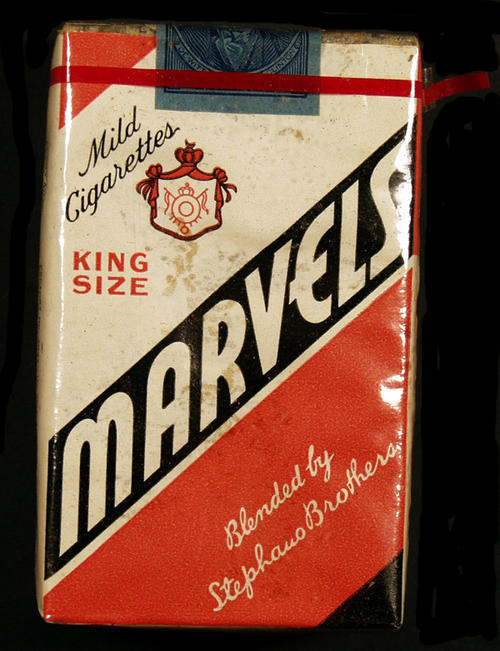 Mild
Cigarettes
KING
SIZE
MARVELS
Blended by
Stephano Brothers